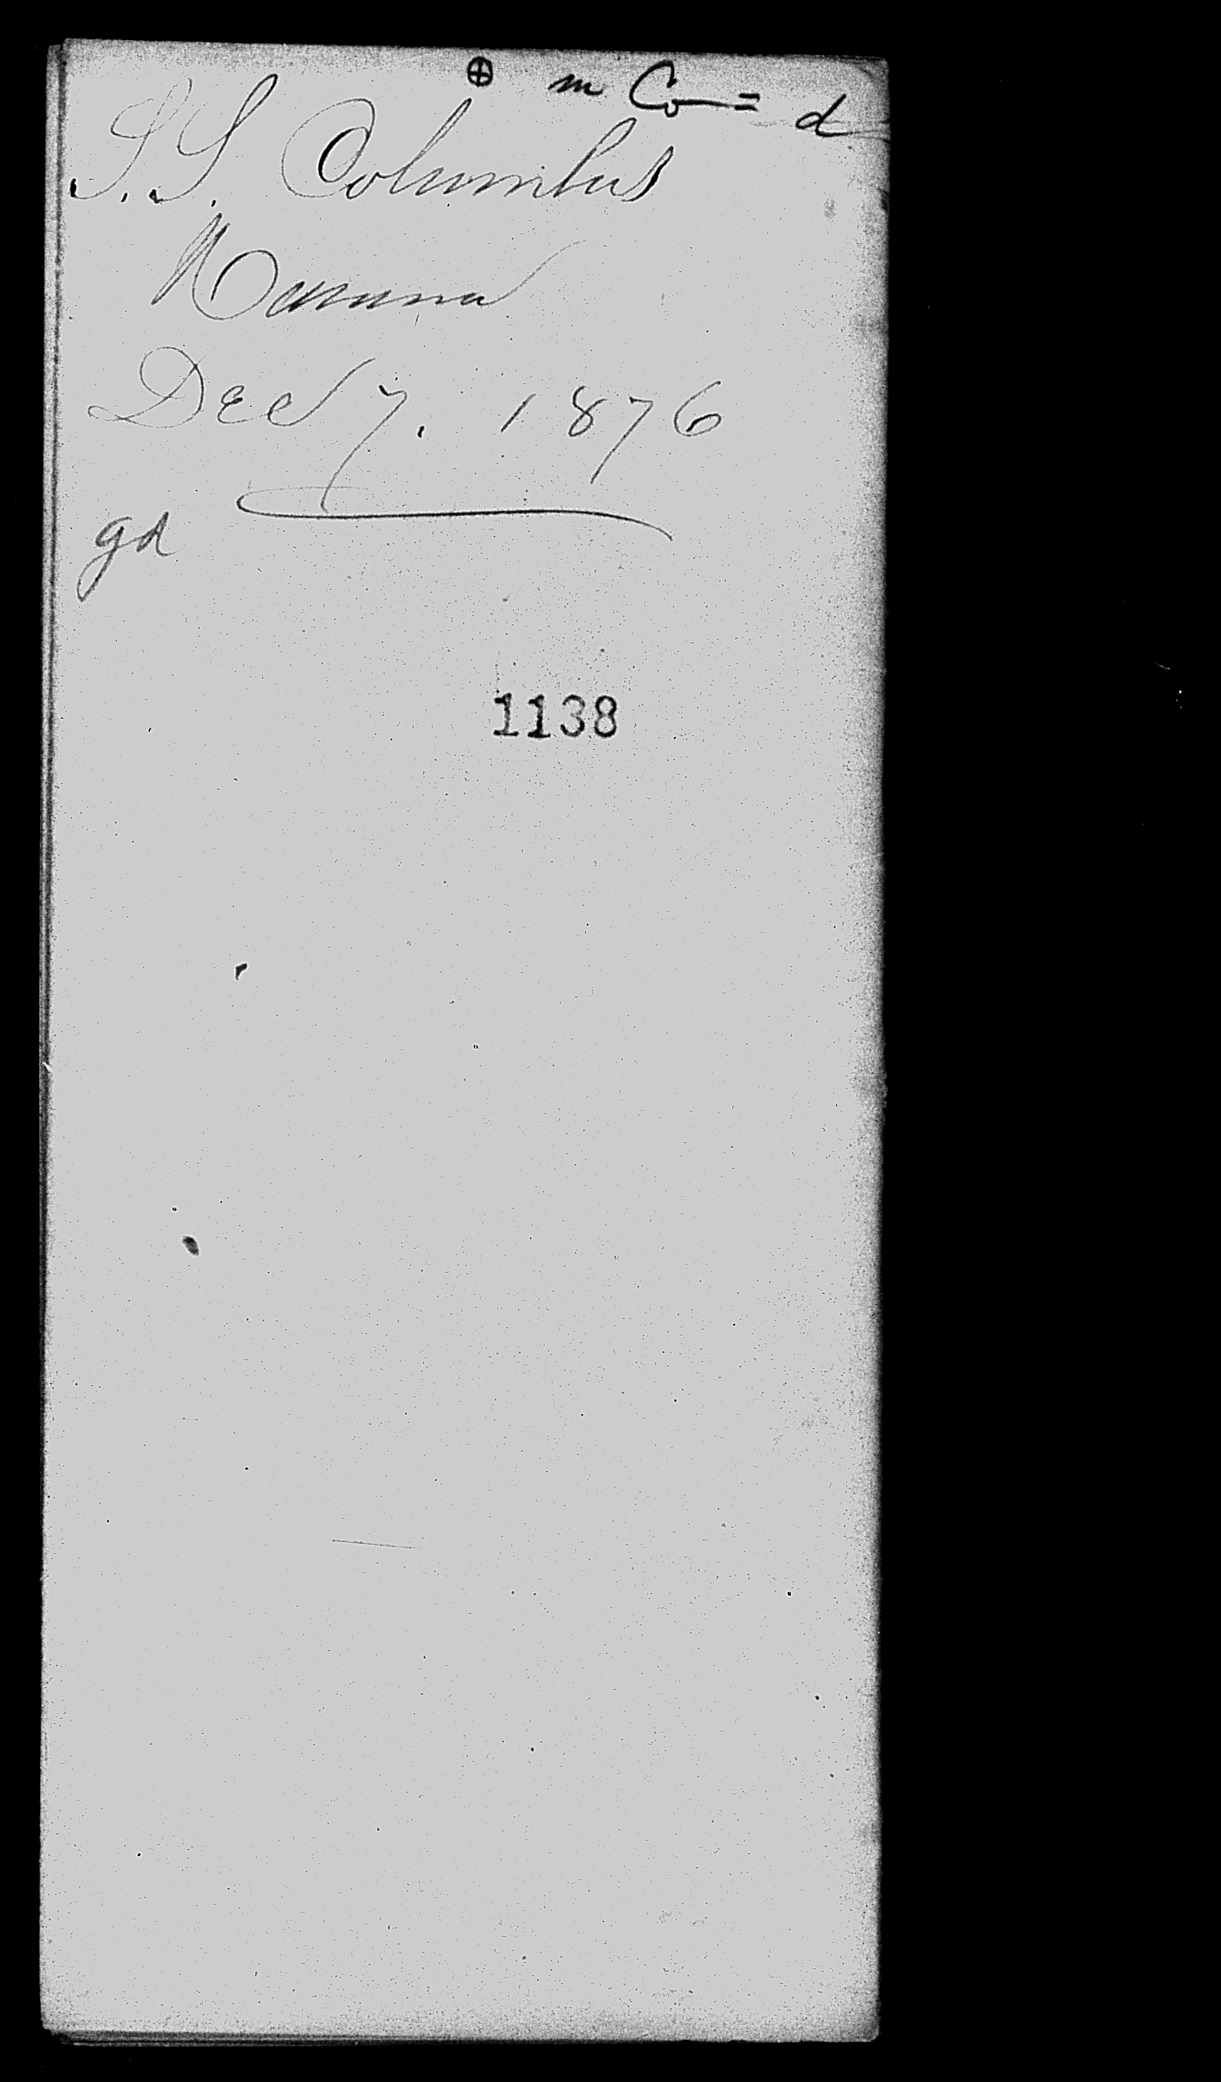 ⊕ m Co = d
S.S. Columbus
Havana
Dec 7. 1876
gd
1138